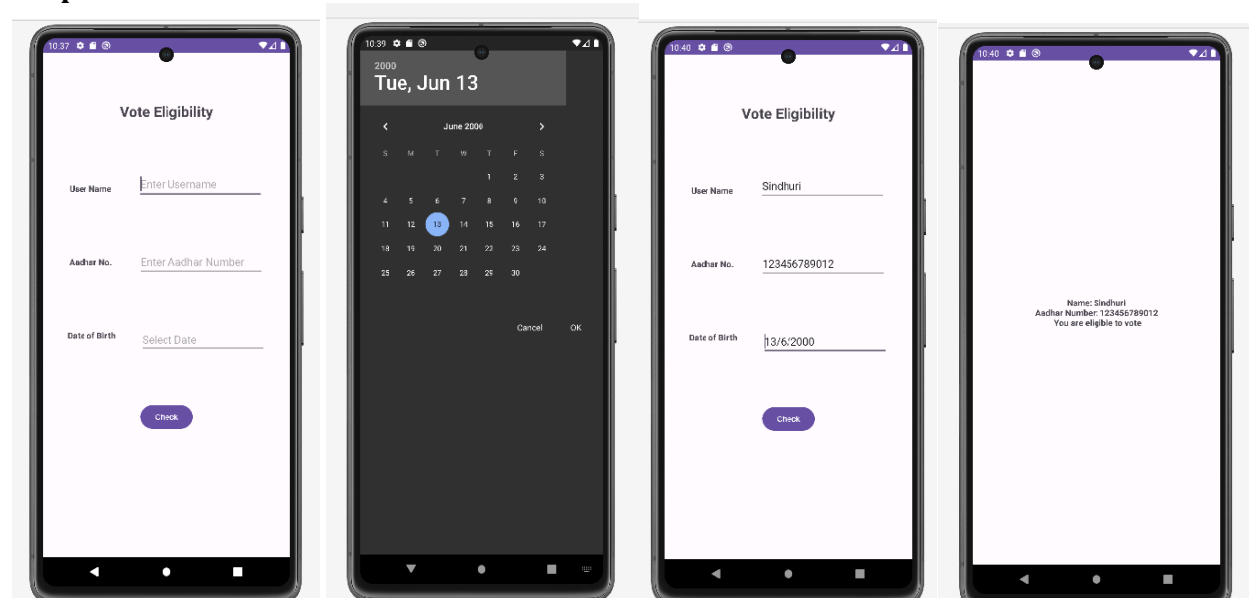 10:37
Vote Eligibility
User Name
Enter Username
Aadhar No.
Enter Aadhar Number
Date of Birth
Select Date
Check
10:39
2000
Tue, Jun 13
June 2000
S M T W T F S
1 2 3
4 5 6 7 8 9 10
11 12 13 14 15 16 17
18 19 20 21 22 23 24
25 26 27 28 29 30
Cancel OK
10:40
Vote Eligibility
User Name
Sindhuri
Aadhar No.
123456789012
Date of Birth
13/6/2000
Check
10:40
Name: Sindhuri
Aadhar Number: 123456789012
You are eligible to vote